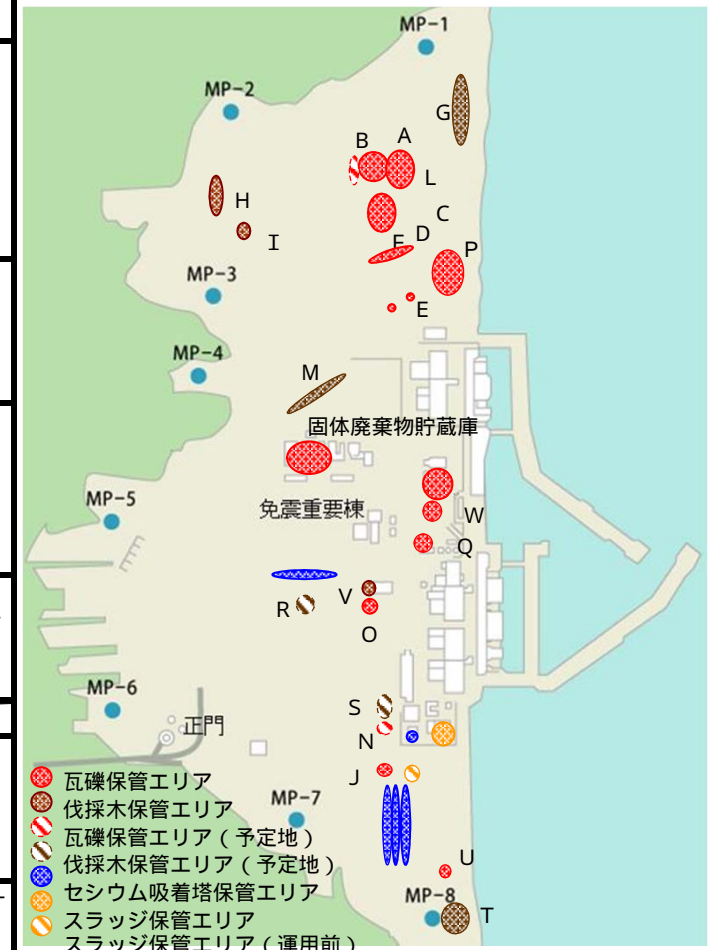 MP-1
MP-2
G
A
B
L
H
C
I
D
F
P
MP-3
E
MP-4
M
固体廃棄物貯蔵庫
MP-5
免震重要棟
W
Q
V
R
O
MP-6
S
正門
N
J
瓦礫保管エリア
伐採木保管エリア
MP-7
瓦礫保管エリア(予定地)
伐採木保管エリア(予定地)
U
セシウム吸着塔保管エリア
MP-8
T
スラッジ保管エリア
スラッジ保管エリア(運用前)